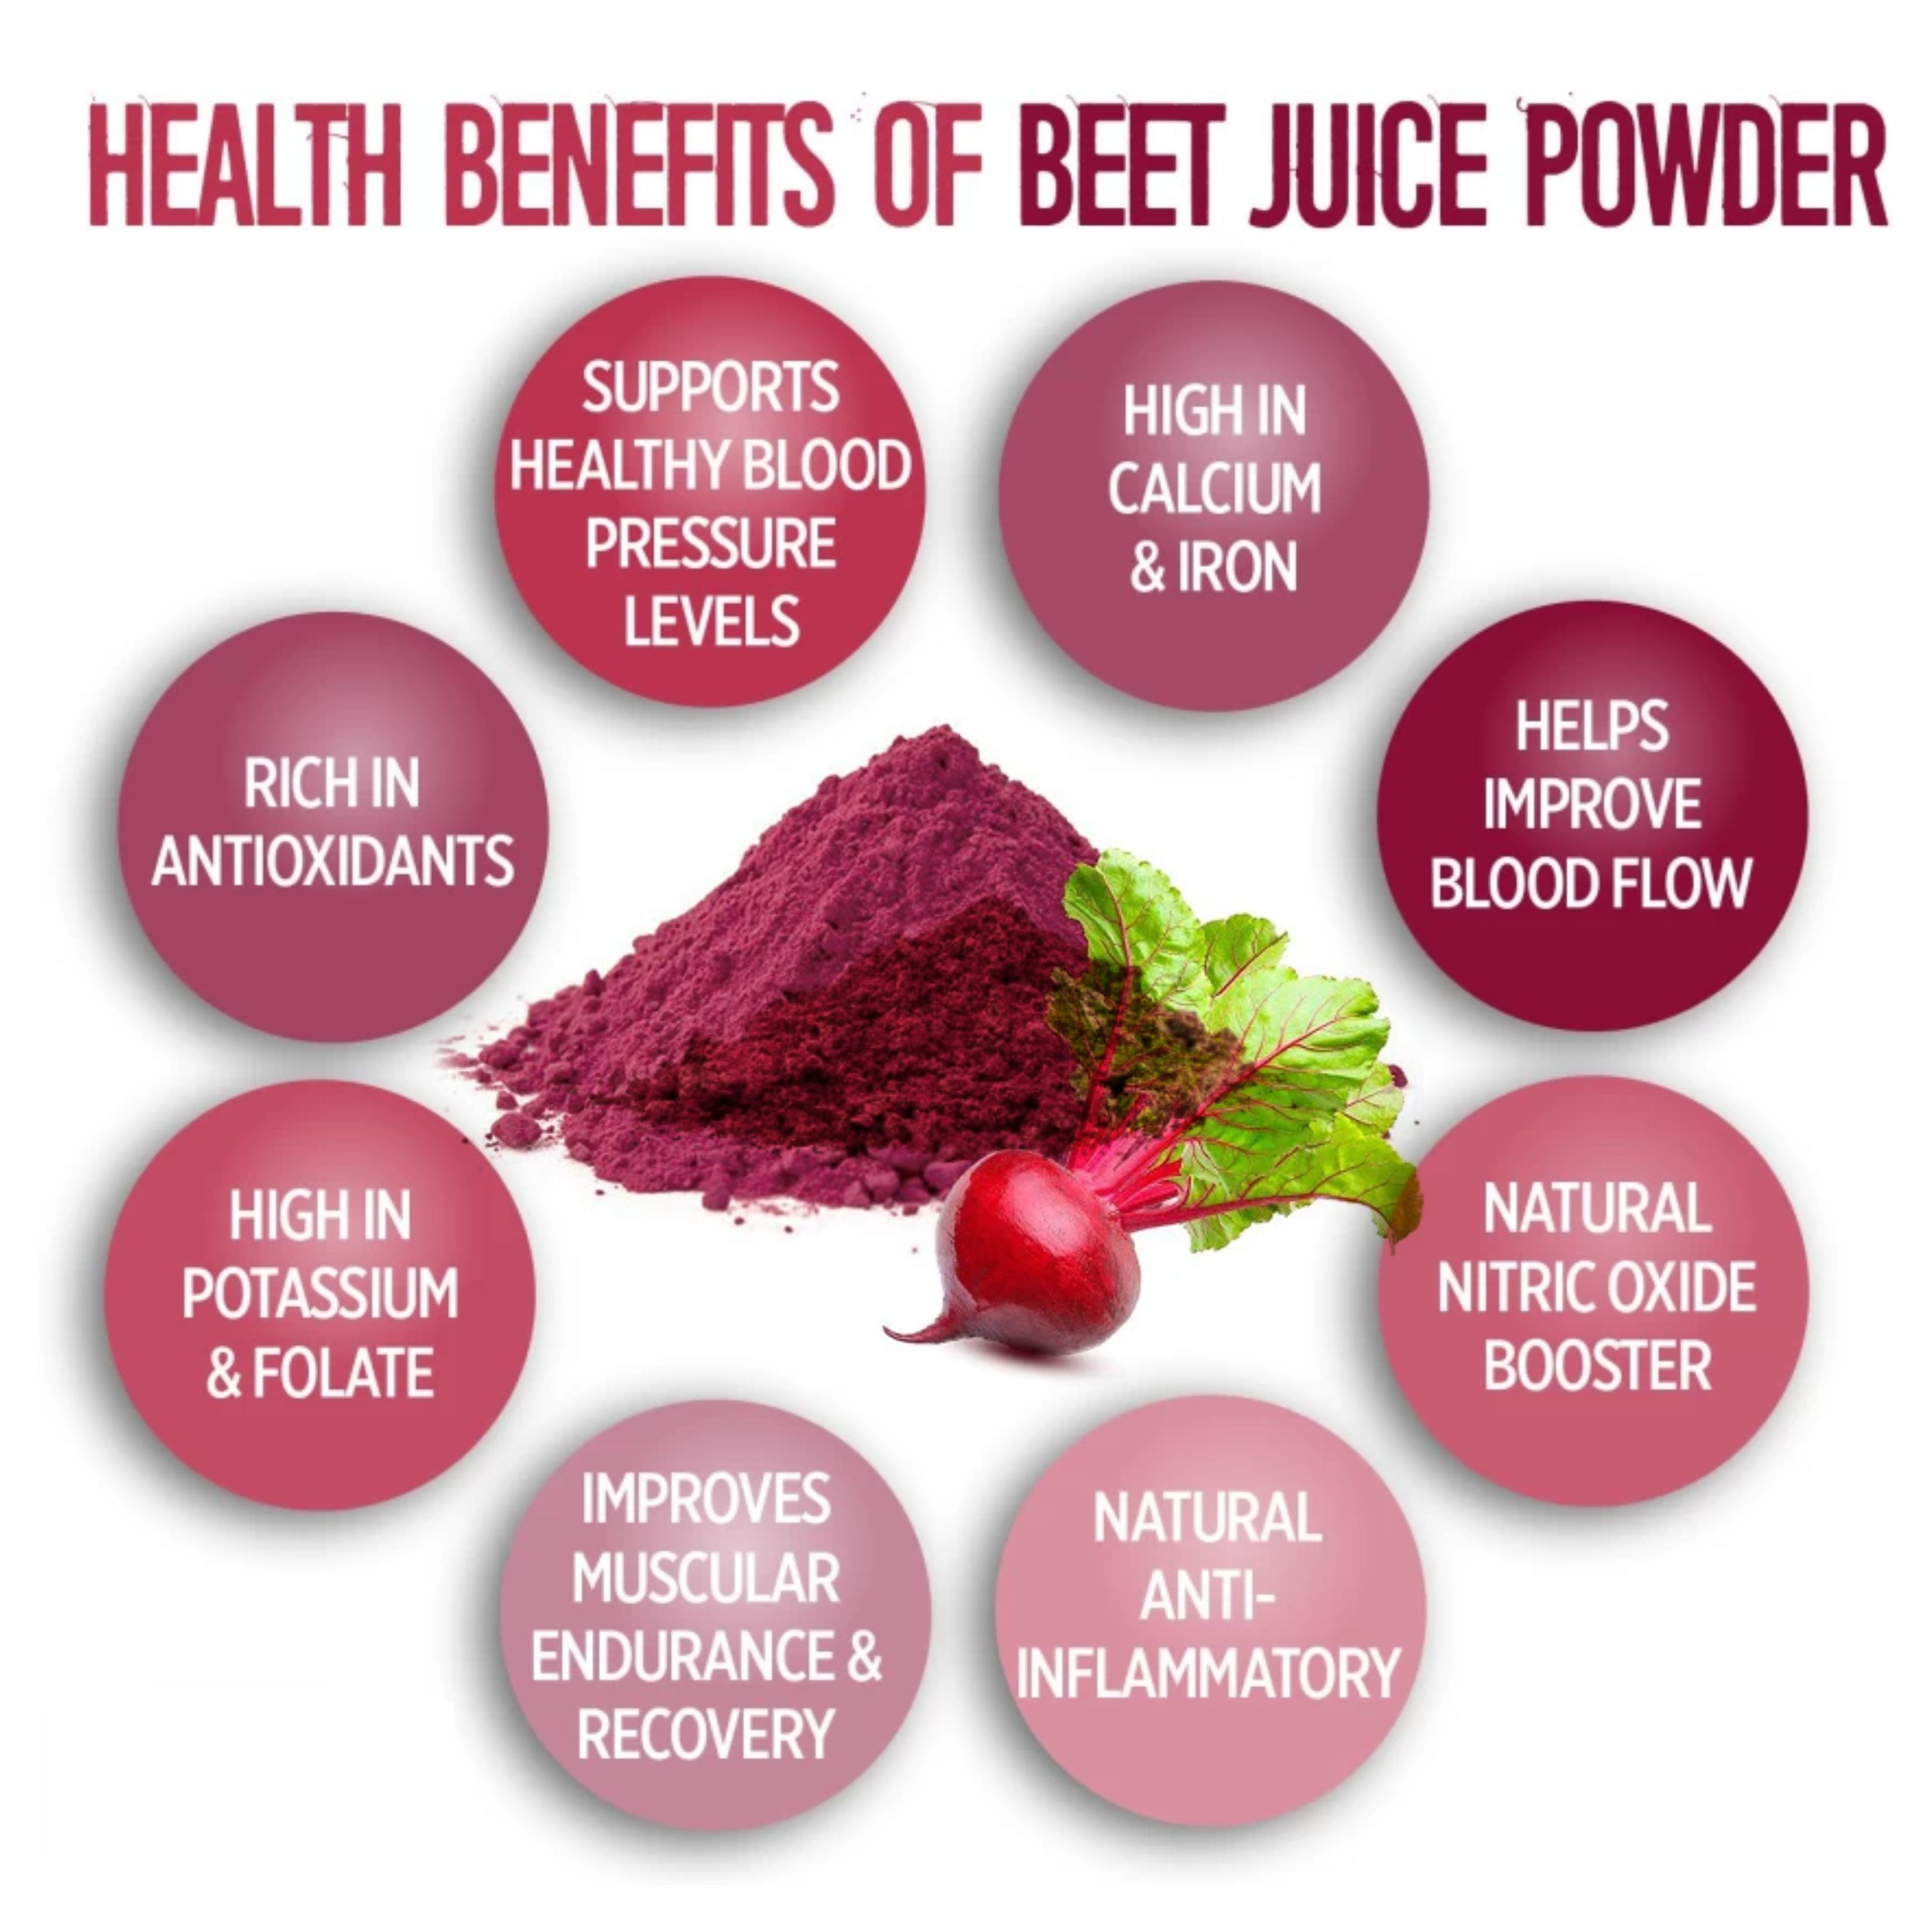 HEALTH BENEFITS OF BEET JUICE POWDER
SUPPORTS
HEALTHY BLOOD
PRESSURE
LEVELS
HIGH IN
CALCIUM
& IRON
RICH IN
ANTIOXIDANTS
HELPS
IMPROVE
BLOOD FLOW
HIGH IN
POTASSIUM
& FOLATE
NATURAL
NITRIC OXIDE
BOOSTER
IMPROVES
MUSCULAR
ENDURANCE &
RECOVERY
NATURAL
ANTI-
INFLAMMATORY